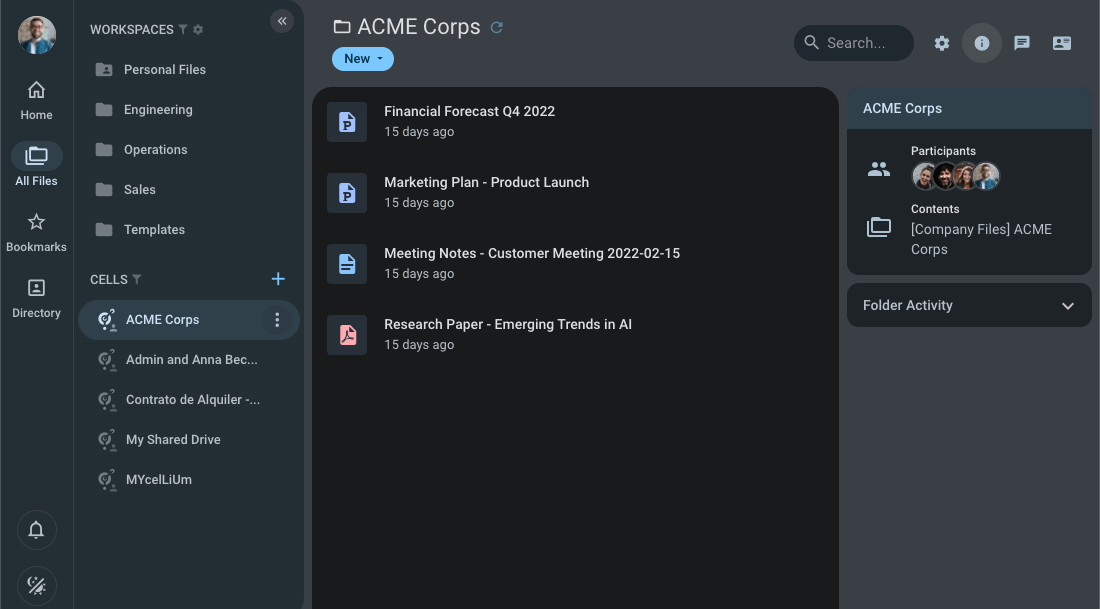 Home
All Files
Bookmarks
Directory
WORKSPACES
Personal Files
Engineering
Operations
Sales
Templates
CELLS
ACME Corps
Admin and Anna Bec...
Contrato de Alquiler -...
My Shared Drive
MYcelLiUm
ACME Corps
New
Search...
Financial Forecast Q4 2022
15 days ago
Marketing Plan - Product Launch
15 days ago
Meeting Notes - Customer Meeting 2022-02-15
15 days ago
Research Paper - Emerging Trends in AI
15 days ago
ACME Corps
Participants
Contents
[Company Files] ACME
Corps
Folder Activity